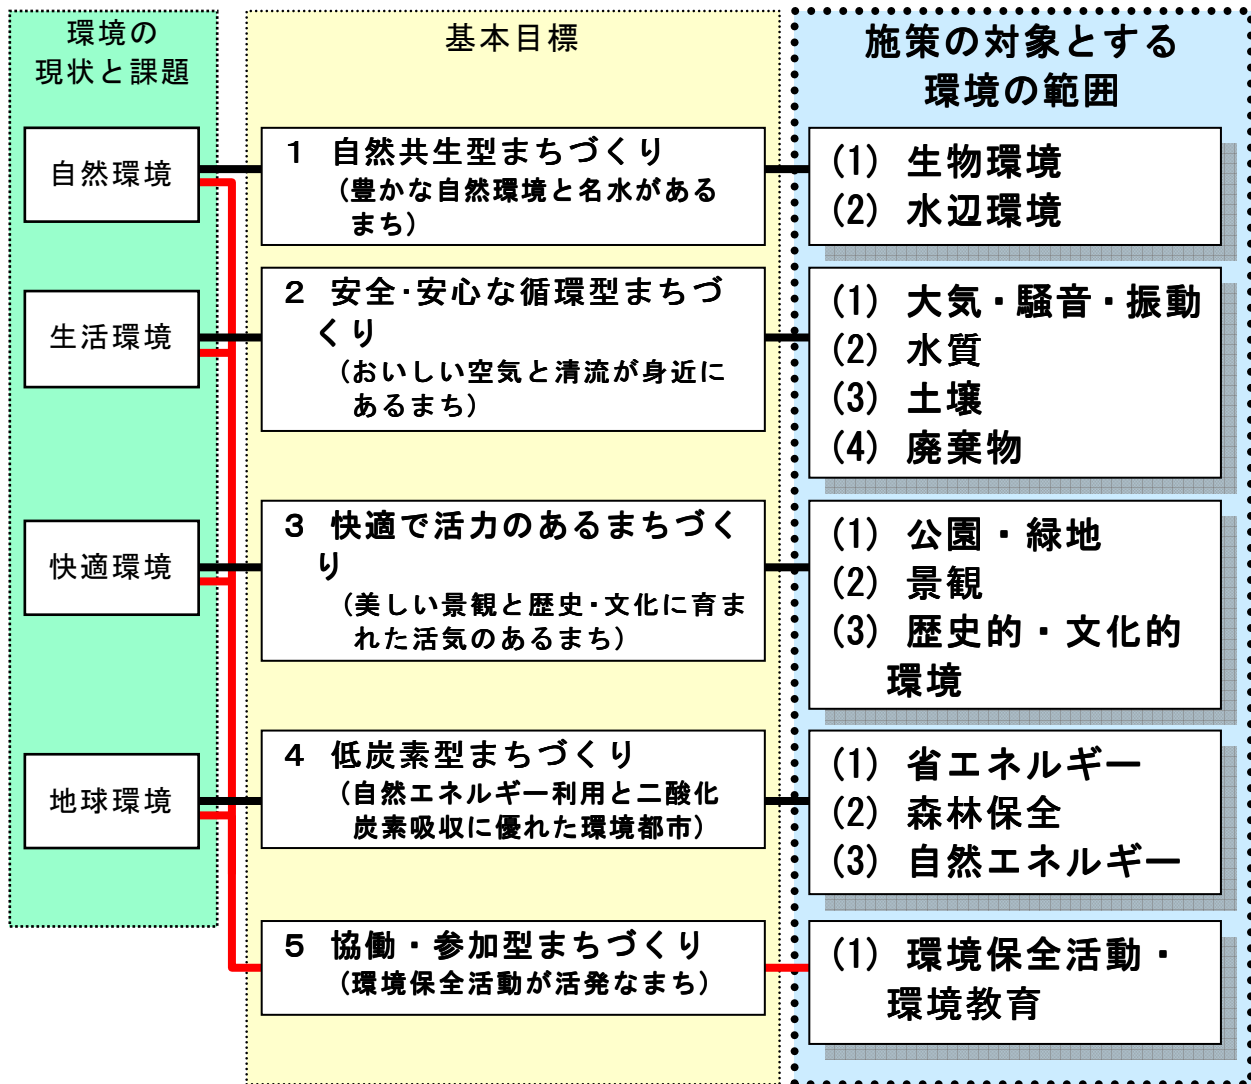 環境の
現状と課題
自然環境
生活環境
快適環境
地球環境
基本目標
1 自然共生型まちづくり
（豊かな自然環境と名水がある
まち）
2 安全・安心な循環型まちづ
くり
（おいしい空気と清流が身近に
あるまち）
3 快適で活力のあるまちづく
り
（美しい景観と歴史・文化に育ま
れた活気のあるまち）
4 低炭素型まちづくり
（自然エネルギー利用と二酸化
炭素吸収に優れた環境都市）
5 協働・参加型まちづくり
（環境保全活動が活発なまち）
施策の対象とする
環境の範囲
(1) 生物環境
(2) 水辺環境
(1) 大気・騒音・振動
(2) 水質
(3) 土壌
(4) 廃棄物
(1) 公園・緑地
(2) 景観
(3) 歴史的・文化的
環境
(1) 省エネルギー
(2) 森林保全
(3) 自然エネルギー
(1) 環境保全活動・
環境教育